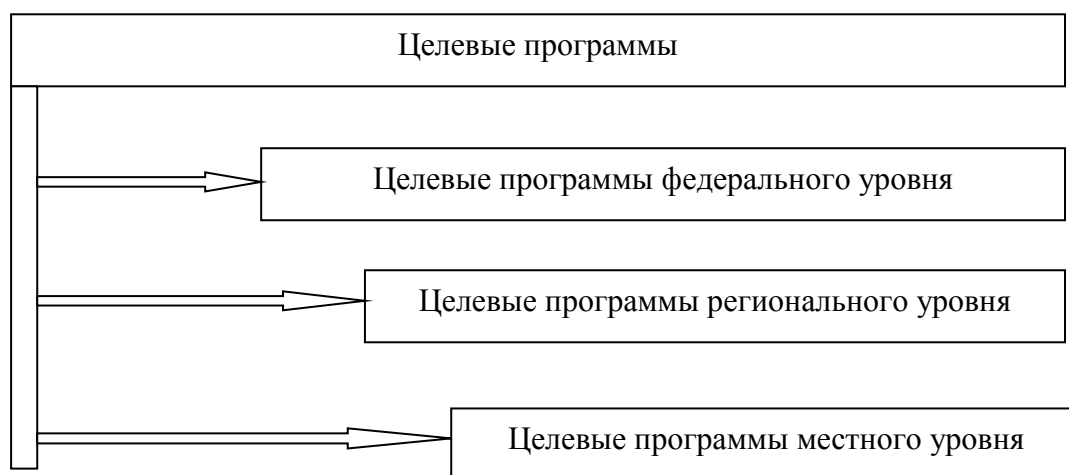 Целевые программы
Целевые программы федерального уровня
Целевые программы регионального уровня
Целевые программы местного уровня